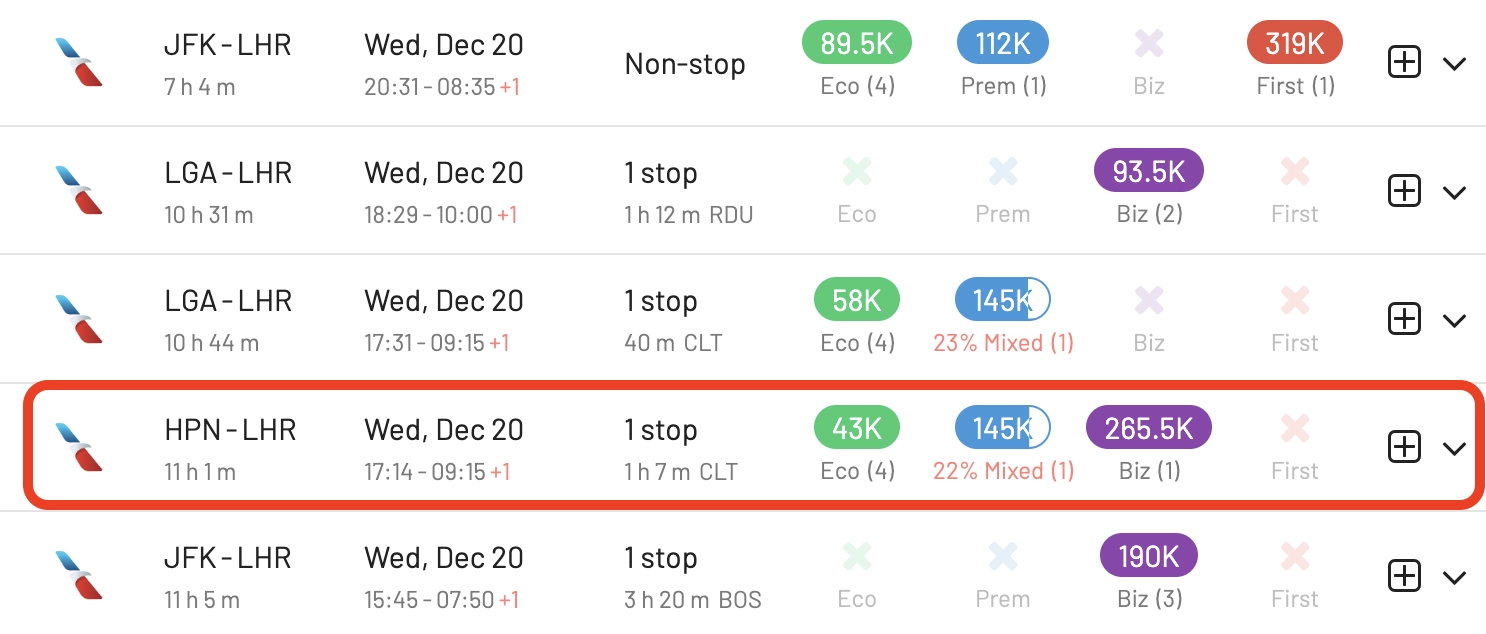 JFK - LHR Wed, Dec 20 Non-stop 89.5K 112K 319K
7 h 4 m 20:31 - 08:35 +1 Eco (4) Prem (1) Biz First (1)
LGA - LHR Wed, Dec 20 1 stop 93.5K
10 h 31 m 18:29 - 10:00 +1 1 h 12 m RDU Eco Prem Biz (2) First
LGA - LHR Wed, Dec 20 1 stop 58K 145K
10 h 44 m 17:31 - 09:15 +1 40 m CLT Eco (4) 23% Mixed (1) Biz First
HPN - LHR Wed, Dec 20 1 stop 43K 145K 265.5K
11 h 1 m 17:14 - 09:15 +1 1 h 7 m CLT Eco (4) 22% Mixed (1) Biz (1) First
JFK - LHR Wed, Dec 20 1 stop 190K
11 h 5 m 15:45 - 07:50 +1 3 h 20 m BOS Eco Prem Biz (3) First